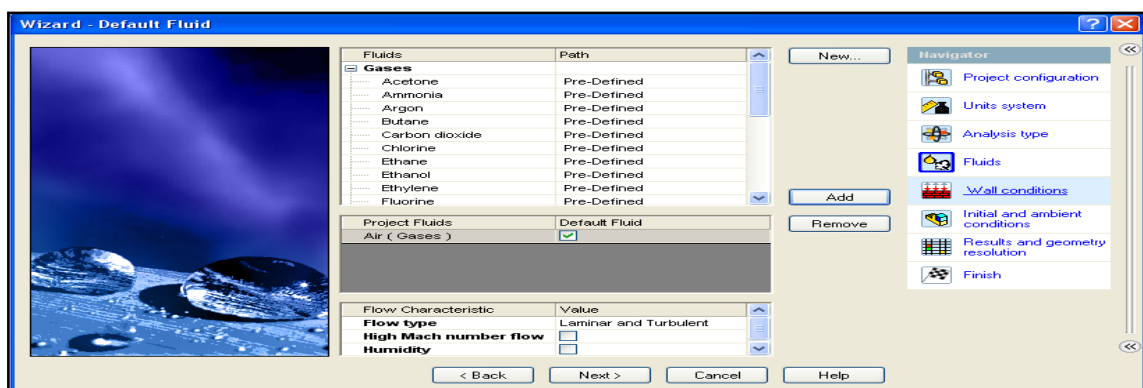 Wizard - Default Fluid
Fluids Path
Gases
Acetone Pre-Defined
Ammonia Pre-Defined
Argon Pre-Defined
Butane Pre-Defined
Carbon dioxide Pre-Defined
Chlorine Pre-Defined
Ethane Pre-Defined
Ethanol Pre-Defined
Ethylene Pre-Defined
Fluorine Pre-Defined
New...
Add
Remove
Project Fluids Default Fluid
Air ( Gases )
Flow Characteristic Value
Flow type Laminar and Turbulent
High Mach number flow
Humidity
< Back Next > Cancel Help
Navigator
Project configuration
Units system
Analysis type
Fluids
Wall conditions
Initial and ambient
conditions
Results and geometry
resolution
Finish